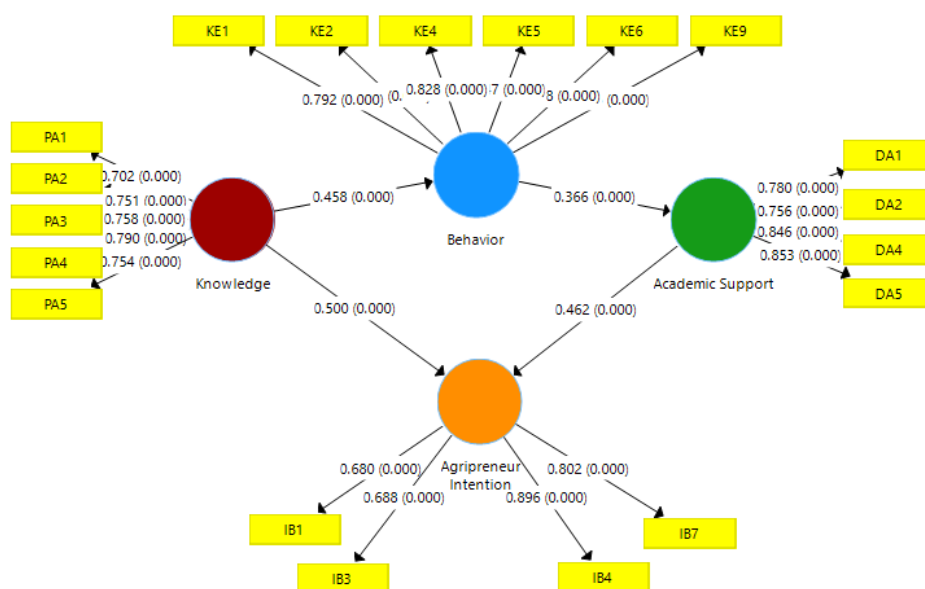 KE1 KE2 KE4 KE5 KE6 KE9
0.792 (0.000) 0.828 (0.000) (0.000) (0.000) (0.000)
PA1
PA2
PA3
PA4
PA5
0.702 (0.000)
0.751 (0.000)
0.758 (0.000)
0.790 (0.000)
0.754 (0.000)
Knowledge
0.458 (0.000)
Behavior
0.366 (0.000)
Academic Support
0.780 (0.000)
0.756 (0.000)
0.846 (0.000)
0.853 (0.000)
DA1
DA2
DA4
DA5
0.500 (0.000)
0.462 (0.000)
Agripreneur
Intention
0.680 (0.000)
0.688 (0.000)
0.896 (0.000)
0.802 (0.000)
IB1
IB3
IB4
IB7